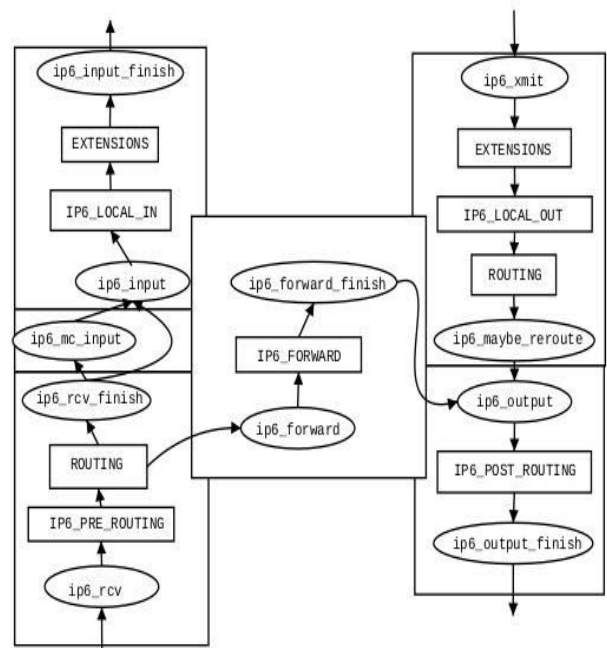 ip6_input_finish
EXTENSIONS
IP6_LOCAL_IN
ip6_input
ip6_mc_input
ip6_rcv_finish
ROUTING
IP6_PRE_ROUTING
ip6_rcv
ip6_forward_finish
IP6_FORWARD
ip6_forward
ip6_xmit
EXTENSIONS
IP6_LOCAL_OUT
ROUTING
ip6_maybe_reroute
ip6_output
IP6_POST_ROUTING
ip6_output_finish